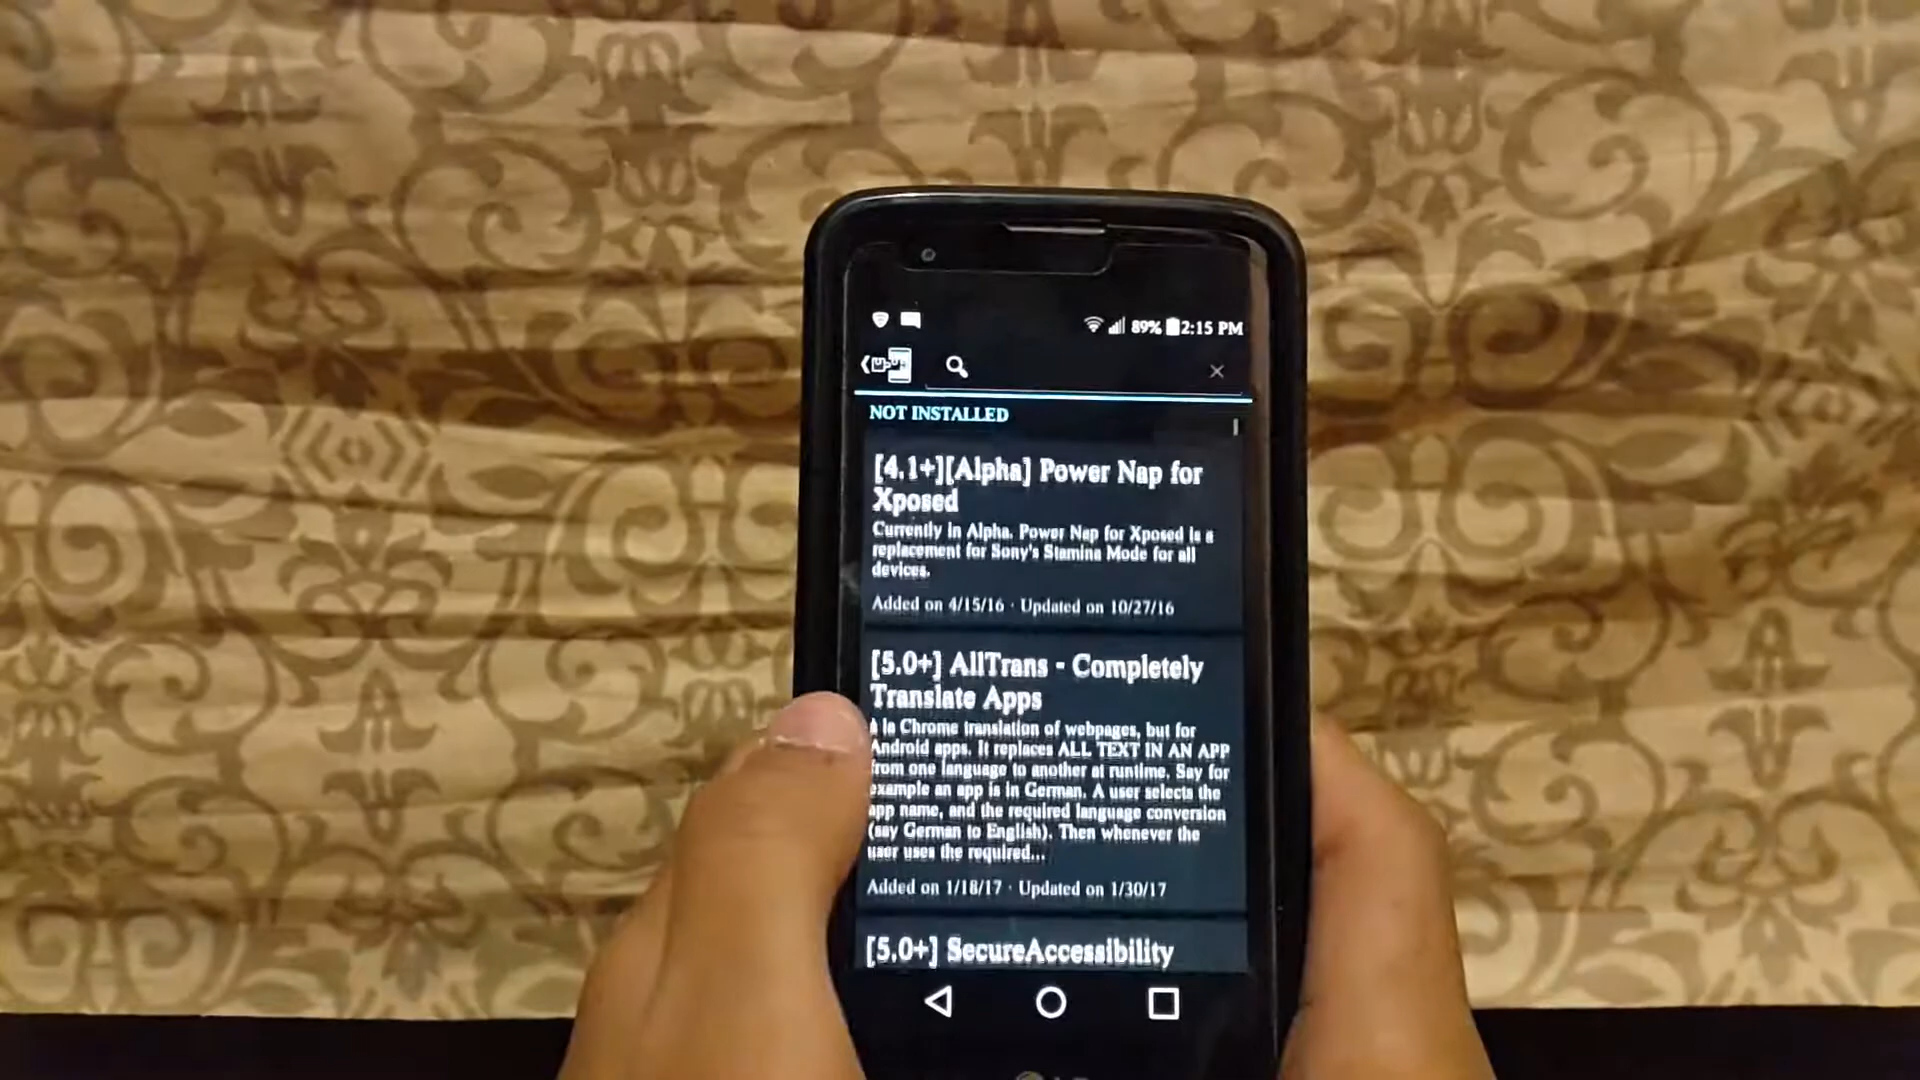 89% 2:15 PM
NOT INSTALLED
[4.1+][Alpha] Power Nap for
Xposed
Currently in Alpha. Power Nap for Xposed is a
replacement for Sony's Stamina Mode for all
devices.
Added on 4/15/16 · Updated on 10/27/16
[5.0+] AllTrans - Completely
Translate Apps
la Chrome translation of webpages, but for
Android apps. It replaces ALL TEXT IN AN APP
from one language to another at runtime. Say for
example an app is in German. A user selects the
app name, and the required language conversion
(say German to English). Then whenever the
user uses the required...
Added on 1/18/17 · Updated on 1/30/17
[5.0+] SecureAccessibility